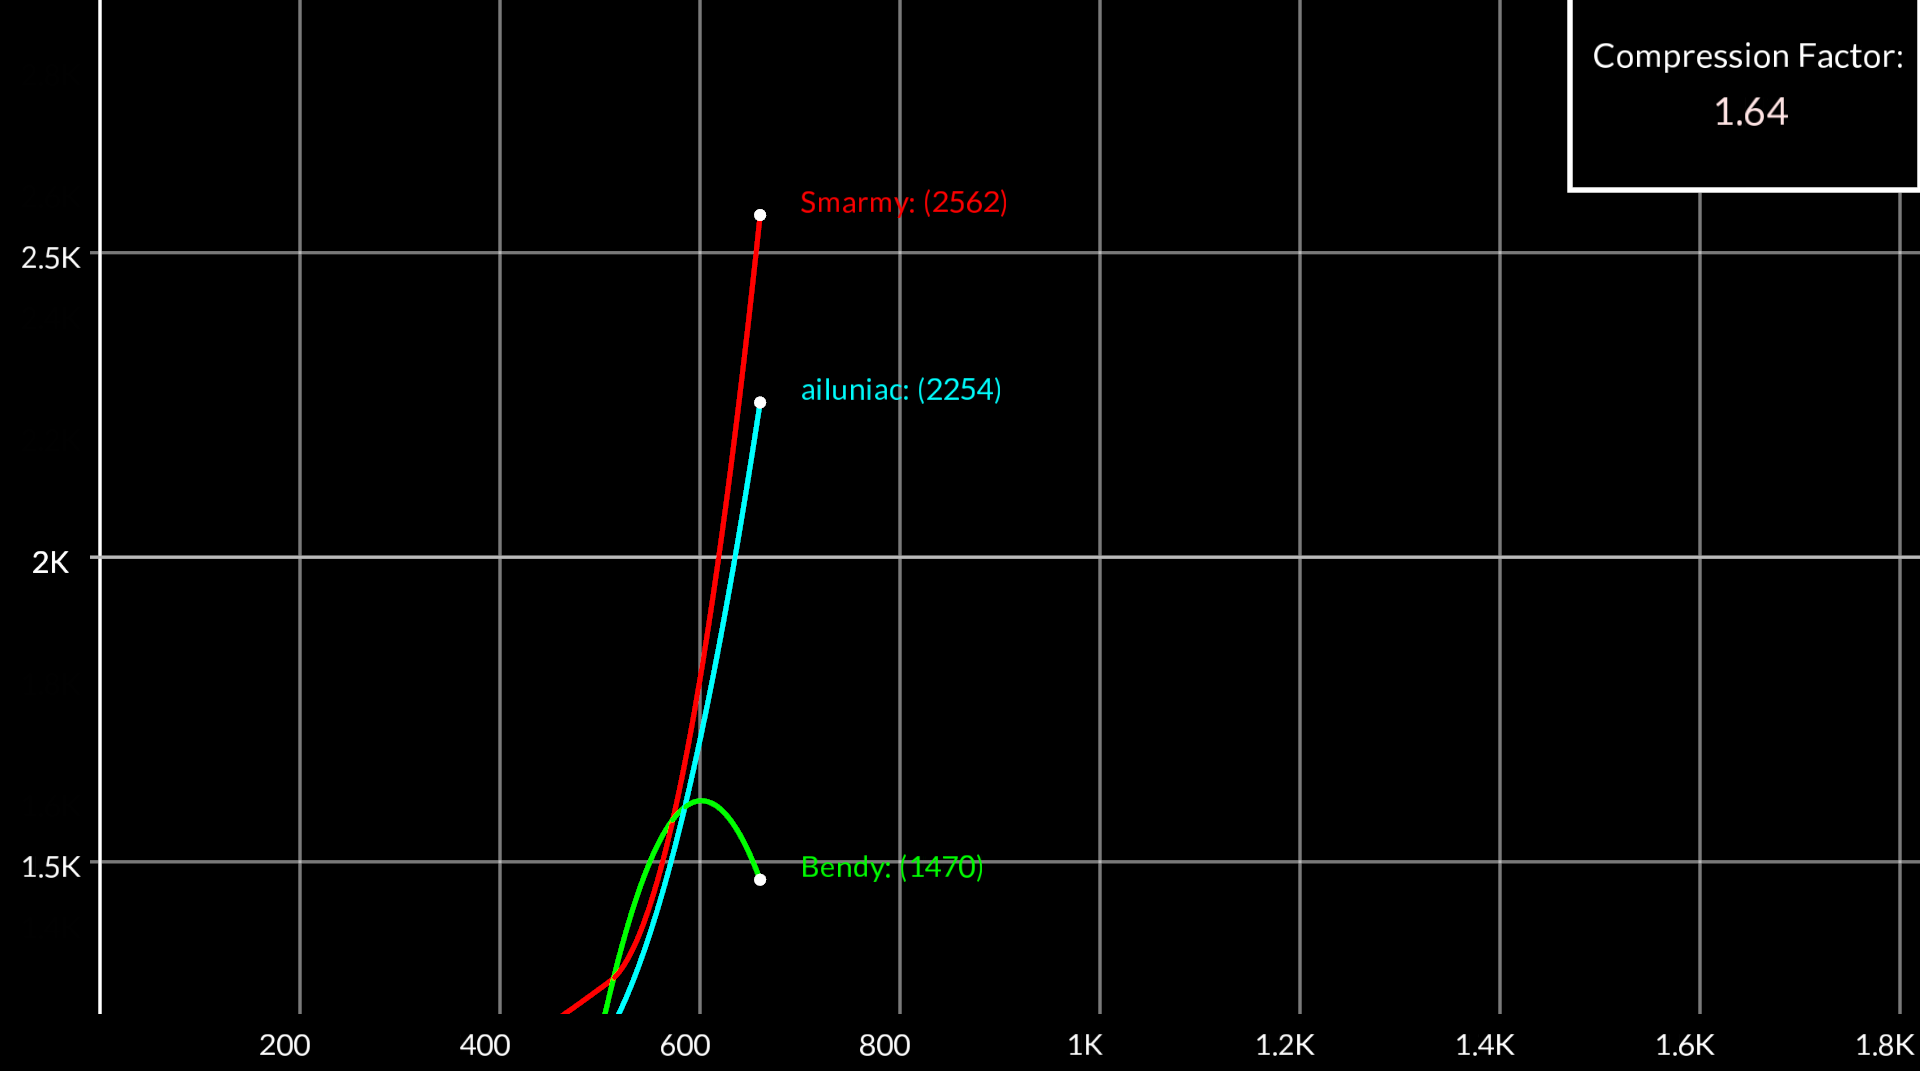 Compression Factor:
1.64
Smarmy: (2562)
2.5K
ailuniac: (2254)
2K
1.5K
Bendy: (1470)
200 400 600 800 1K 1.2K 1.4K 1.6K 1.8K